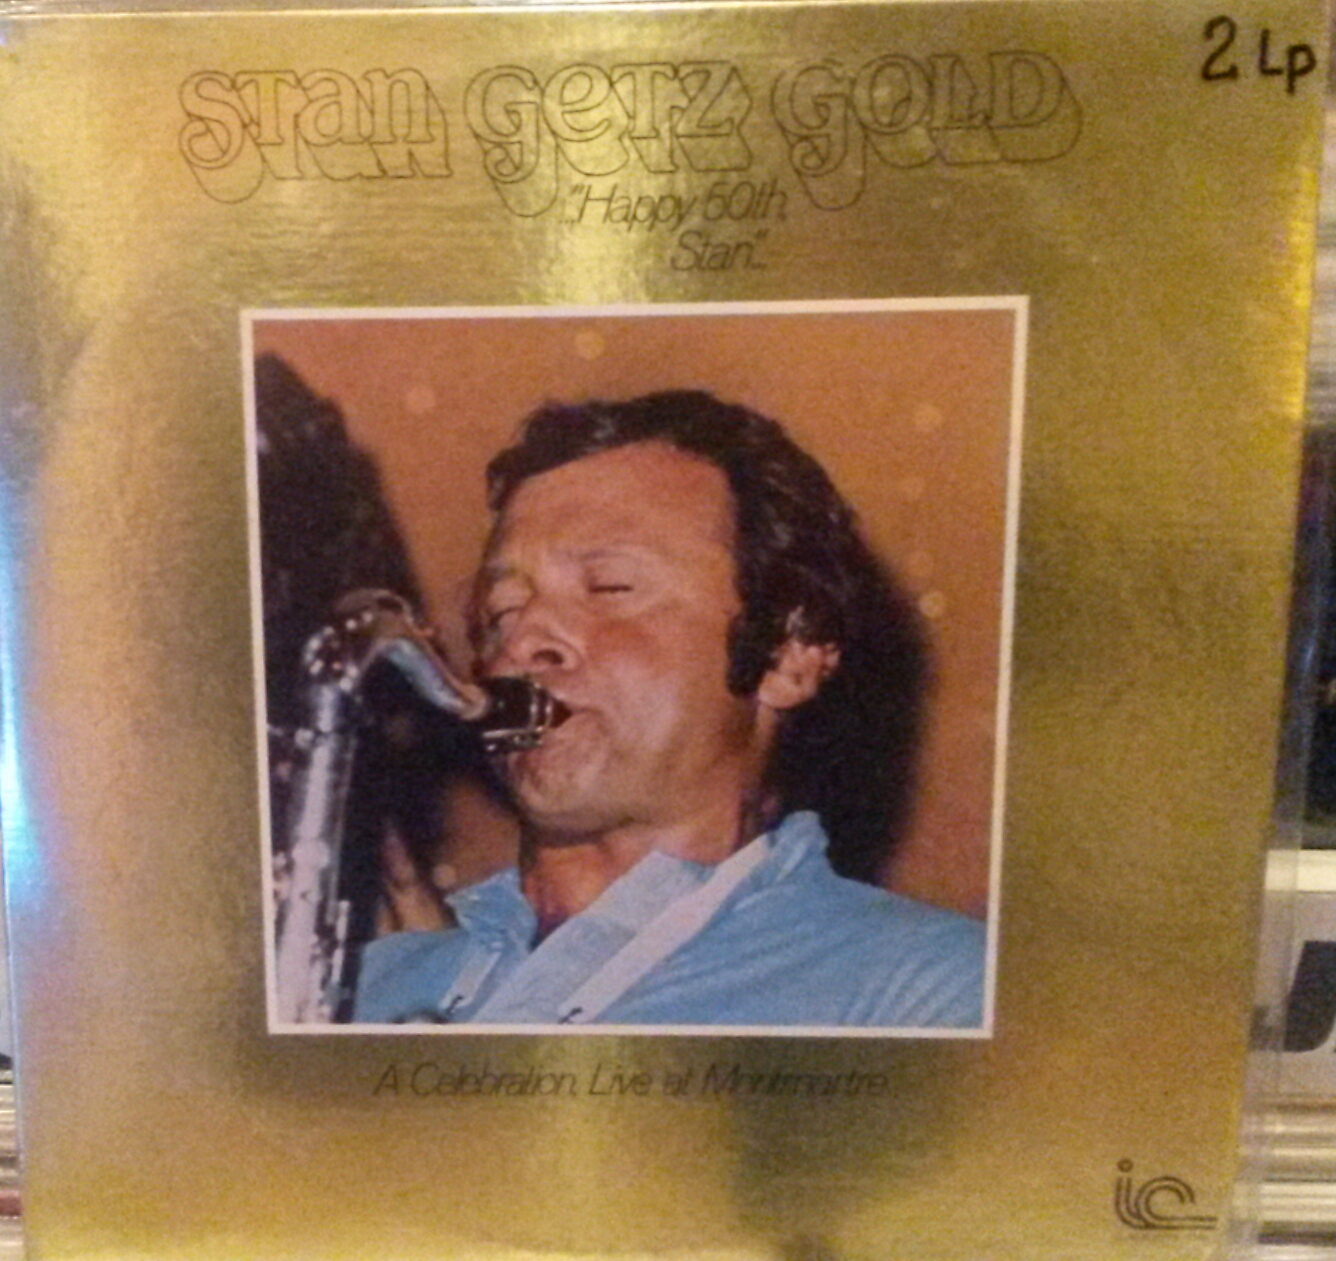 2 Lp
Stan Getz Gold
..."Happy 50th
Stan"...
A Celebration, Live at Montmartre
ic